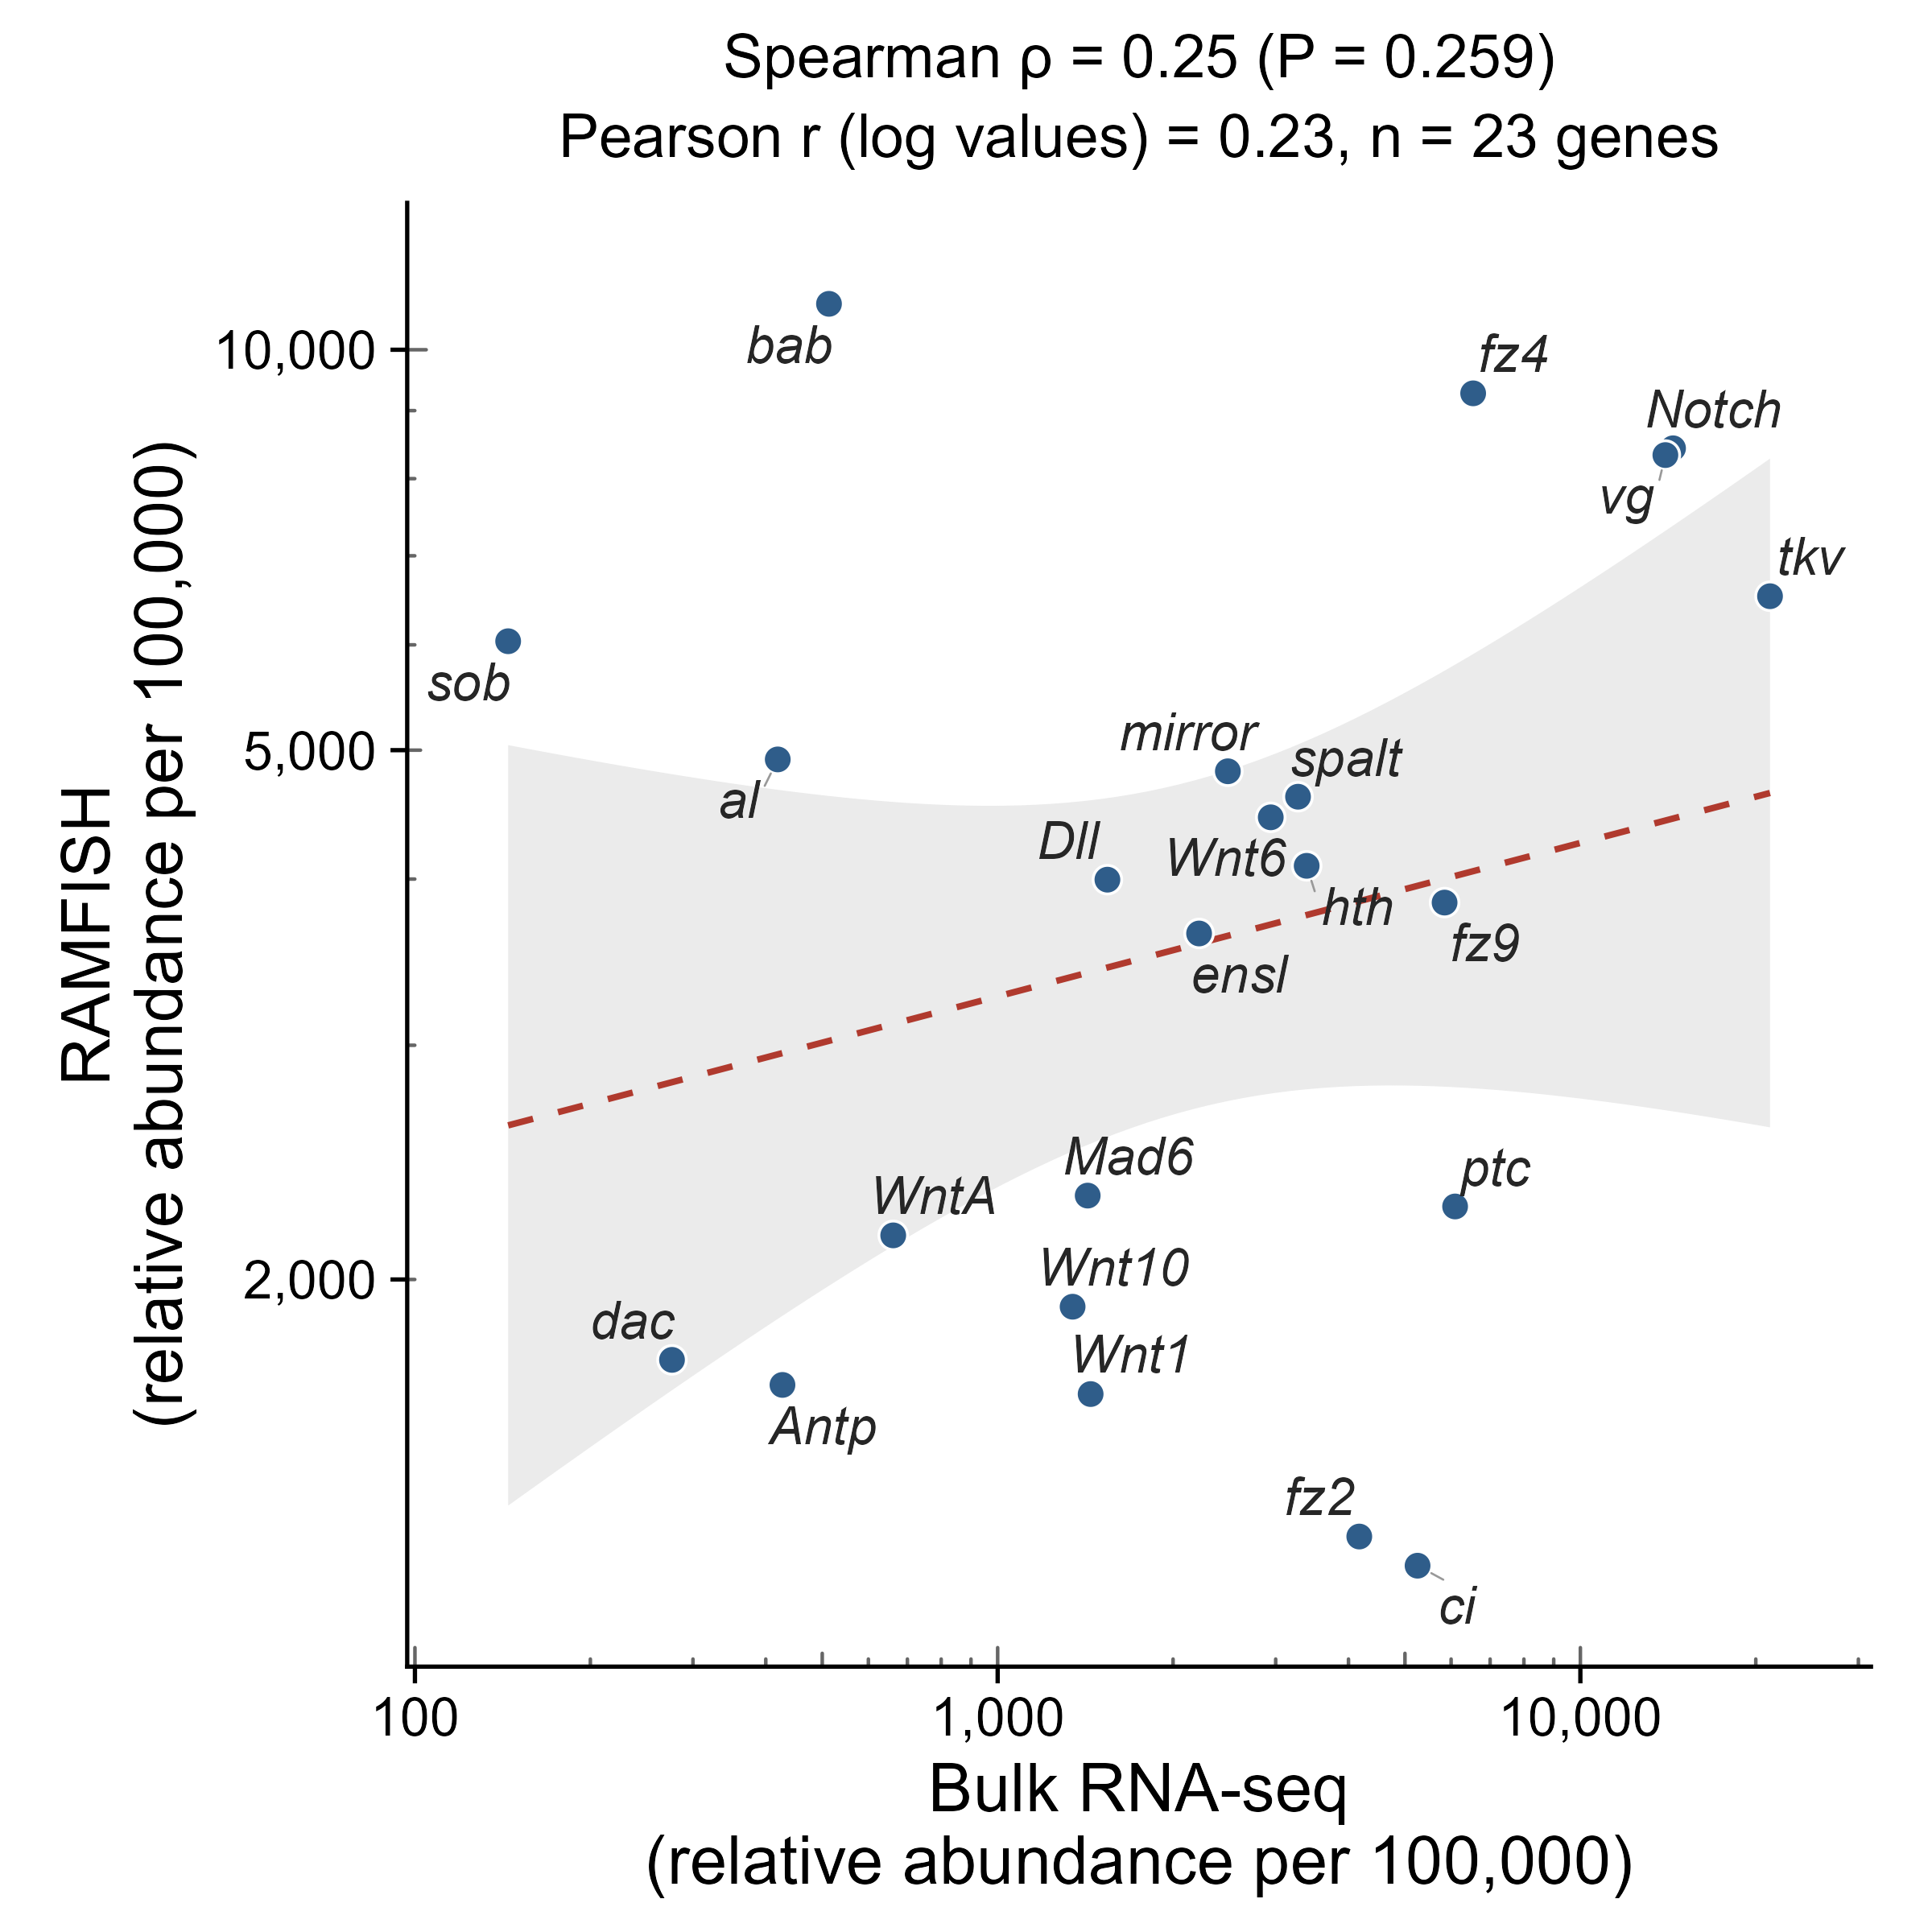 Spearman ρ = 0.25 (P = 0.259)
Pearson r (log values) = 0.23, n = 23 genes
RAMFISH
(relative abundance per 100,000)
10,000
5,000
2,000
bab
fz4
Notch
vg
tkv
sob
mirror
spalt
al
Dll
Wnt6
hth
fz9
ensl
Mad6
ptc
WntA
Wnt10
dac
Wnt1
Antp
fz2
ci
100
1,000
10,000
Bulk RNA-seq
(relative abundance per 100,000)